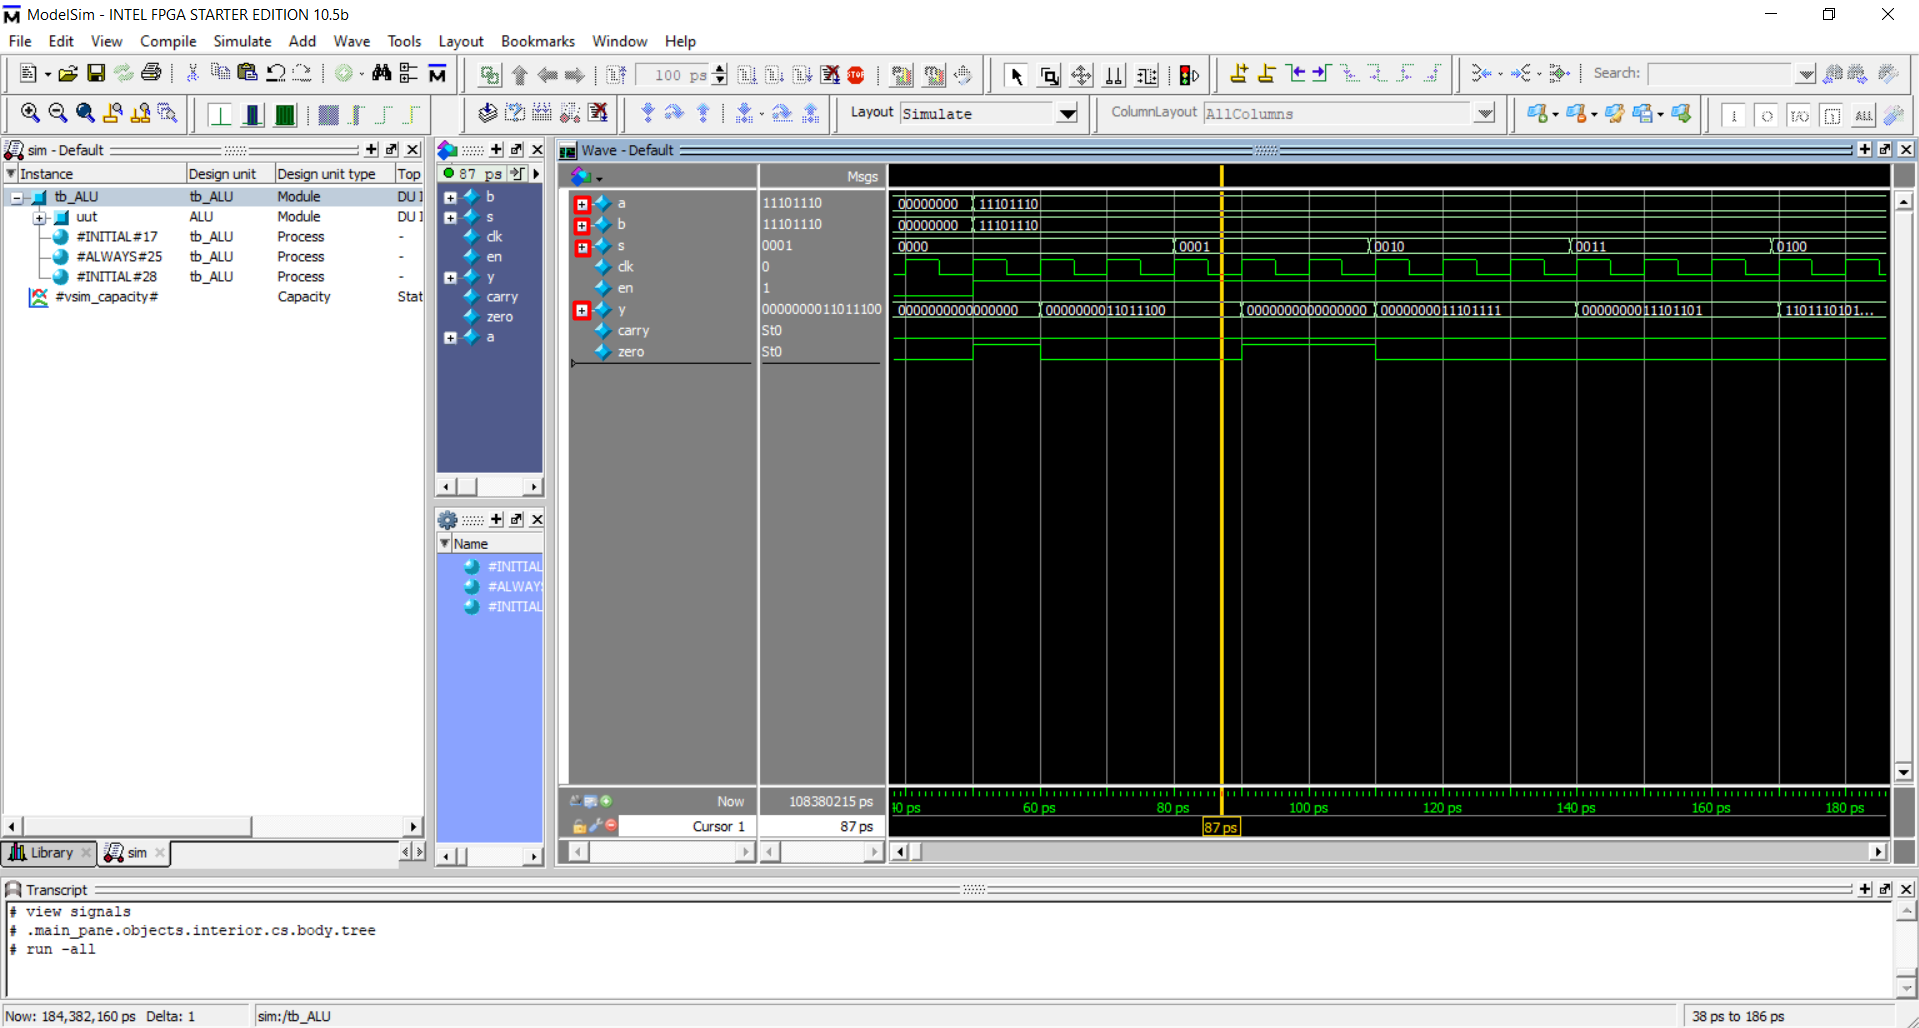 ModelSim - INTEL FPGA STARTER EDITION 10.5b
File Edit View Compile Simulate Add Wave Tools Layout Bookmarks Window Help
100 ps
STOP
Search:
Layout Simulate
ColumnLayout AllColumns
I/O
ALL
sim - Default
Instance Design unit Design unit type Top
tb_ALU tb_ALU Module DU I
uut ALU Module DU I
#INITIAL#17 tb_ALU Process -
#ALWAYS#25 tb_ALU Process -
#INITIAL#28 tb_ALU Process -
#vsim_capacity# Capacity Stat
Library
sim
87 ps
b
s
clk
en
y
carry
zero
a
Name
#INITIAL
#ALWAYS
#INITIAL
Wave - Default
Msgs
a 11101110 00000000 11101110
b 11101110 00000000 11101110
s 0001 0000 0001 0010 0011 0100
clk 0
en 1
y 0000000011011100 0000000000000000 0000000011011100 0000000000000000 0000000011101111 0000000011101101 1101110101...
carry St0
zero St0
Now 108380215 ps 40 ps 60 ps 80 ps 100 ps 120 ps 140 ps 160 ps 180 ps
Cursor 1 87 ps 87 ps
Transcript
# view signals
# .main_pane.objects.interior.cs.body.tree
# run -all
Now: 184,382,160 ps Delta: 1 sim:/tb_ALU 38 ps to 186 ps